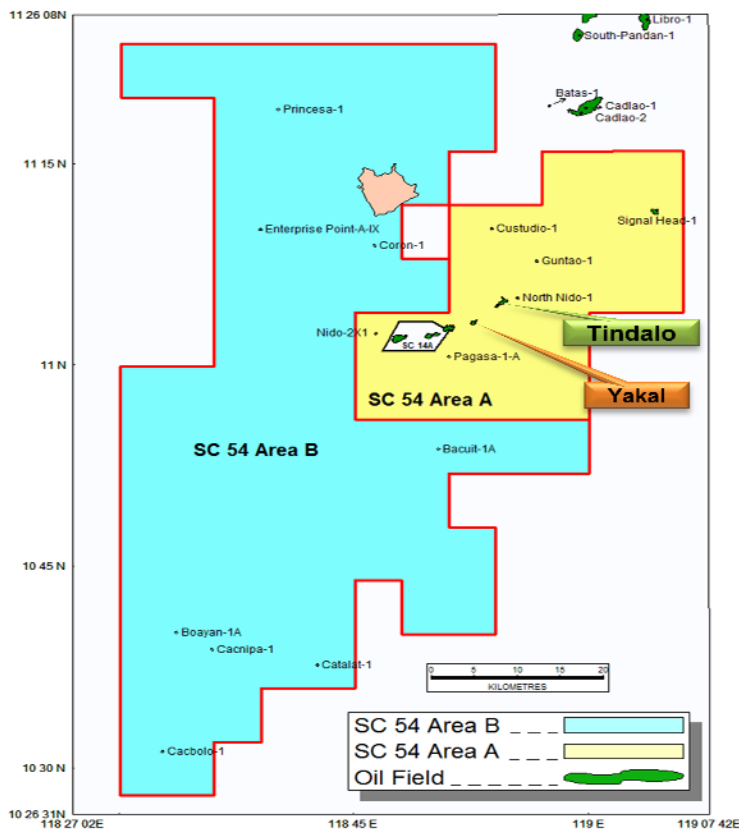 11 26 08
Libro-1
South-Pandan-1
Batas-1
Cadlao-1
Cadlao-2
Princesa-1
11 15 N
Signal Head-1
Enterprise Point-A-IX
Custudio-1
Coron-1
Guntao-1
North Nido-1
Nido-2X1
SC 14A
Tindalo
11 N
Pagasa-1-A
Yakal
SC 54 Area A
SC 54 Area B
Bacuit-1A
10 45 N
Boayan-1A
Cacnipa-1
Catalat-1
0 5 10 15 20
KILOMETRES
SC 54 Area B _ _ _
SC 54 Area A _ _ _
Oil Field _ _ _ _ _ _
Cacbolo-1
10 30 N
10 26 31
118 27 02
118 45 E
119 E
119 07 42